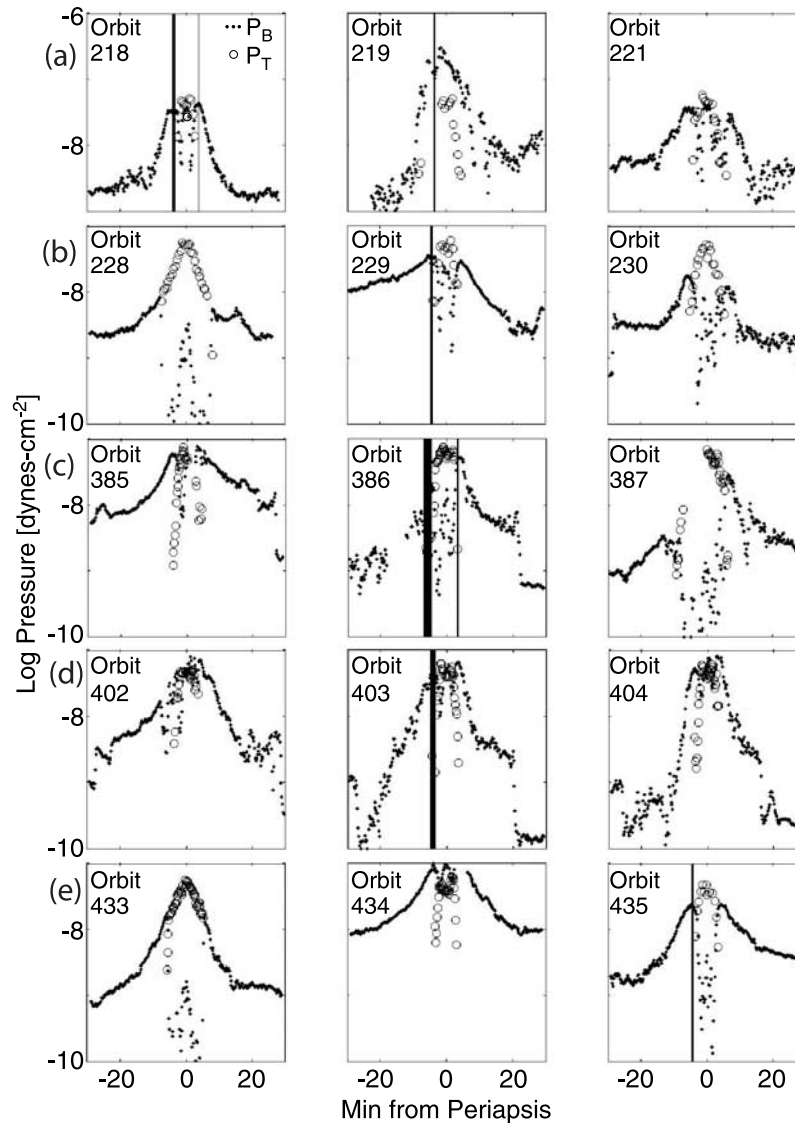 -6
(a)
Orbit
218
P_B
P_T
Orbit
219
Orbit
221
-8
(b)
Orbit
228
Orbit
229
Orbit
230
-8
-10
(c)
Orbit
385
Orbit
386
Orbit
387
-8
-10
(d)
Orbit
402
Orbit
403
Orbit
404
-8
-10
(e)
Orbit
433
Orbit
434
Orbit
435
-8
-10
Log Pressure [dynes-cm⁻²]
-20 0 20
-20 0 20
-20 0 20
Min from Periapsis